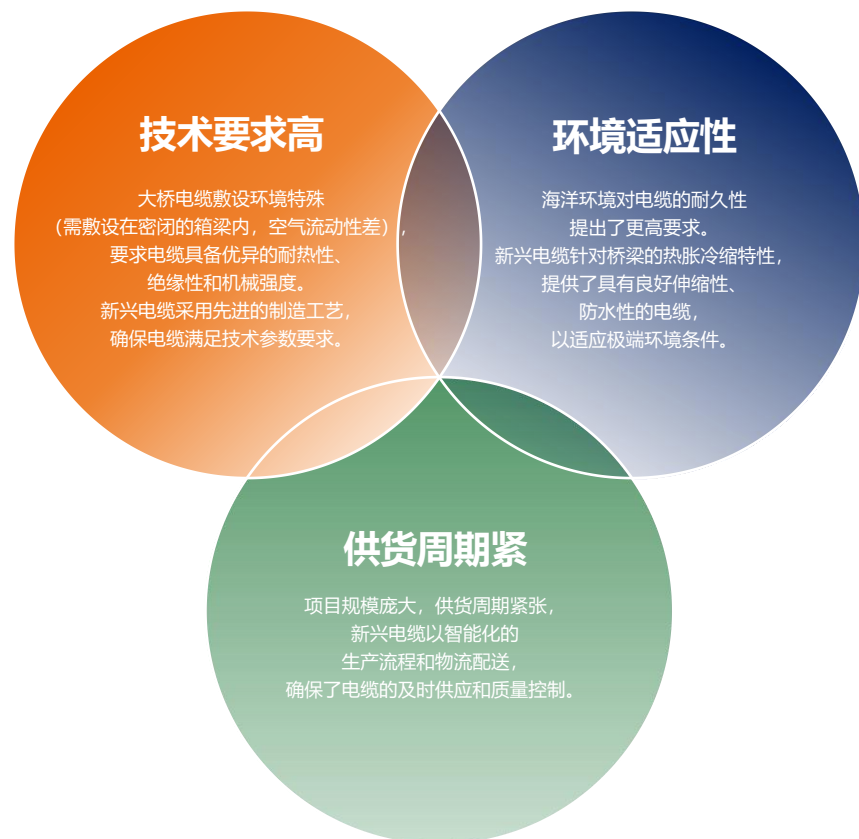 技术要求高
大桥电缆敷设环境特殊
（需敷设在密闭的箱梁内，空气流动性差），
要求电缆具备优异的耐热性、
绝缘性和机械强度。
新兴电缆采用先进的制造工艺，
确保电缆满足技术参数要求。
环境适应性
海洋环境对电缆的耐久性
提出了更高要求。
新兴电缆针对桥梁的热胀冷缩特性，
提供了具有良好伸缩性、
防水性的电缆，
以适应极端环境条件。
供货周期紧
项目规模庞大，供货周期紧张，
新兴电缆以智能化的
生产流程和物流配送，
确保了电缆的及时供应和质量控制。